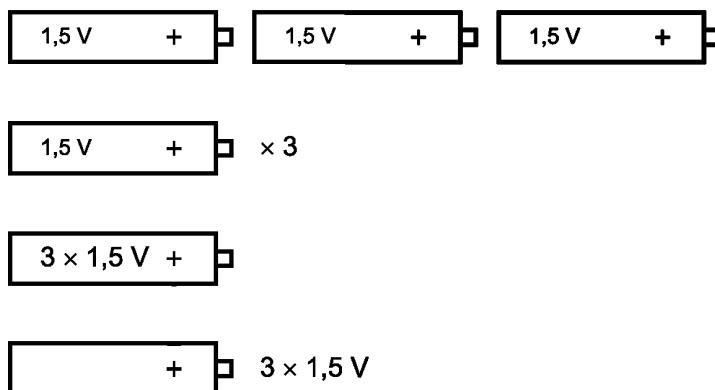 1,5 V + 1,5 V + 1,5 V +
1,5 V + × 3
3 × 1,5 V +
+ 3 × 1,5 V